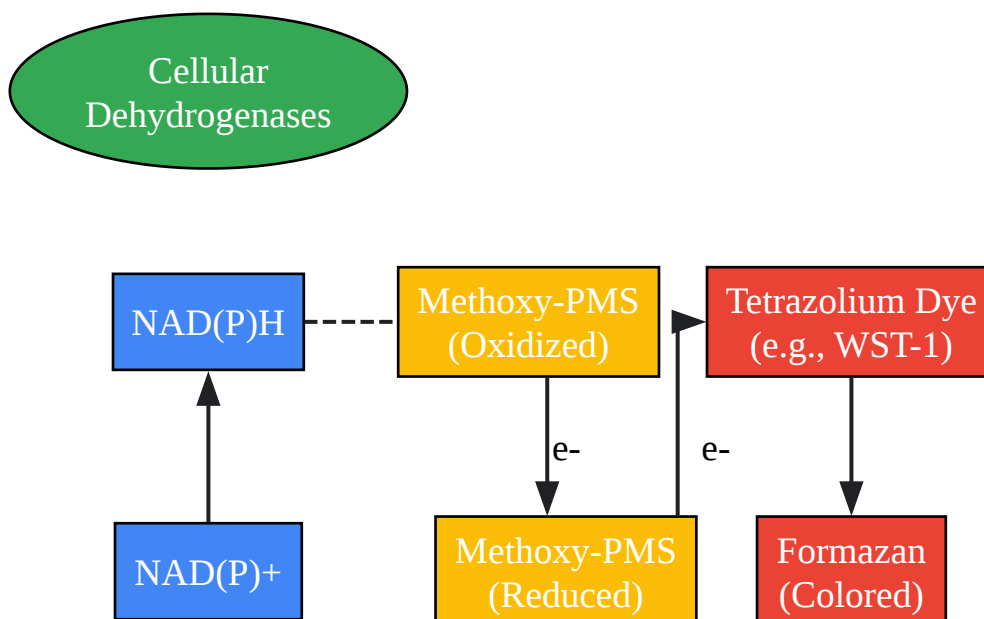 Cellular
Dehydrogenases
NAD(P)H
Methoxy-PMS
(Oxidized)
Tetrazolium Dye
(e.g., WST-1)
e-
e-
NAD(P)+
Methoxy-PMS
(Reduced)
Formazan
(Colored)